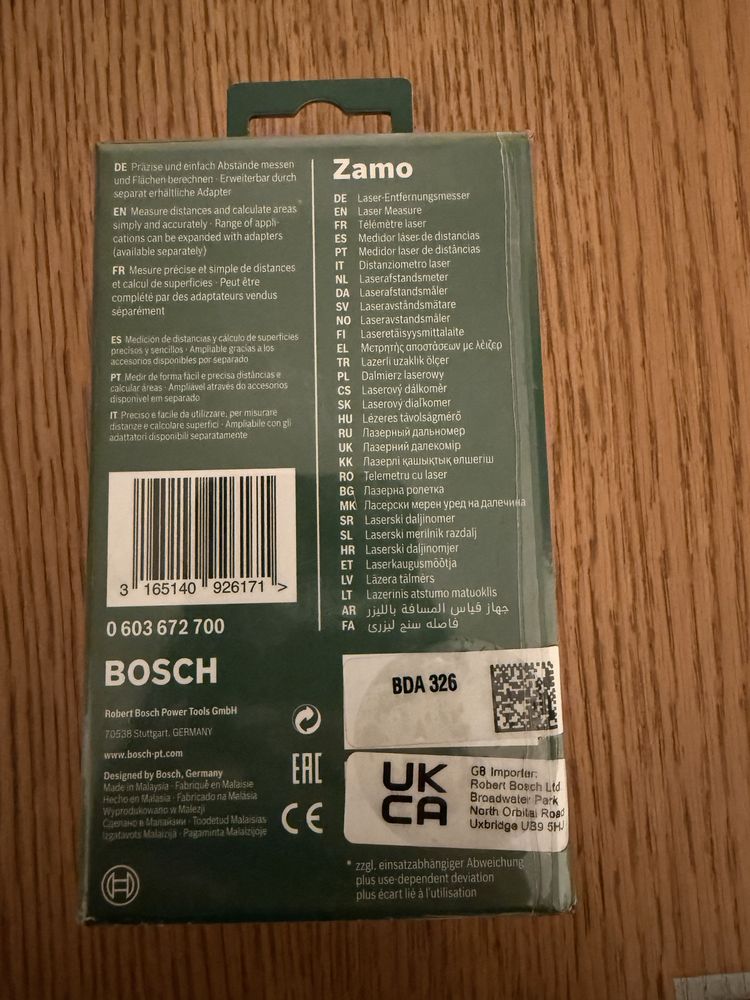 DE Präzise und einfach Abstände messen
und Flächen berechnen · Erweiterbar durch
separat erhältliche Adapter
EN Measure distances and calculate areas
simply and accurately · Range of appli-
cations can be expanded with adapters
(available separately)
FR Mesure précise et simple de distances
et calcul de superficies · Peut être
complété par des adaptateurs vendus
séparément
ES Medición de distancias y cálculo de superficies
precisos y sencillos · Ampliable gracias a los
accesorios disponibles por separado
PT Medir de forma fácil e precisa distâncias e
calcular áreas · Ampliável através do acessórios
disponível em separado
IT Preciso e facile da utilizzare, per misurare
distanze e calcolare superfici · Ampliabile con gli
adattatori disponibili separatamente
3 165140 926171 >
0 603 672 700
BOSCH
Robert Bosch Power Tools GmbH
70538 Stuttgart, GERMANY
www.bosch-pt.com
Designed by Bosch, Germany
Made in Malaysia · Fabriqué en Malaisie
Hecho en Malasia · Fabricado na Malásia
Wyprodukowano w Malezji
Сделано в Малайзии · Toodetud Malaisias
Izgatavots Malaizijā · Pagaminta Malaizijoje
Zamo
DE Laser-Entfernungsmesser
EN Laser Measure
FR Télémètre laser
ES Medidor láser de distancias
PT Medidor laser de distâncias
IT Distanziometro laser
NL Laserafstandsmeter
DA Laserafstandsmåler
SV Laseravståndsmätare
NO Laseravstandsmåler
FI Laseretäisyysmittalaite
EL Μετρητής αποστάσεων με λέιζερ
TR Lazerli uzaklık ölçer
PL Dalmierz laserowy
CS Laserový dálkoměr
SK Laserový diaľkomer
HU Lézeres távolságmérő
RU Лазерный дальномер
UK Лазерний далекомір
KK Лазерлі қашықтық өлшегіш
RO Telemetru cu laser
BG Лазерна ролетка
MK Ласерски мерен уред на далечина
SR Laserski daljinomer
SL Laserski merilnik razdalj
HR Laserski daljinomjer
ET Laserkaugusmõõtja
LV Lāzera tālmērs
LT Lazerinis atstumo matuoklis
AR جهاز قياس المسافة بالليزر
FA فاصله سنج لیزری
BDA 326
EAC
CE
UK
CA
GB Importer:
Robert Bosch Ltd
Broadwater Park
North Orbital Road
Uxbridge UB9 5HJ
* zzgl. einsatzabhängiger Abweichung
plus use-dependent deviation
plus écart lié à l'utilisation